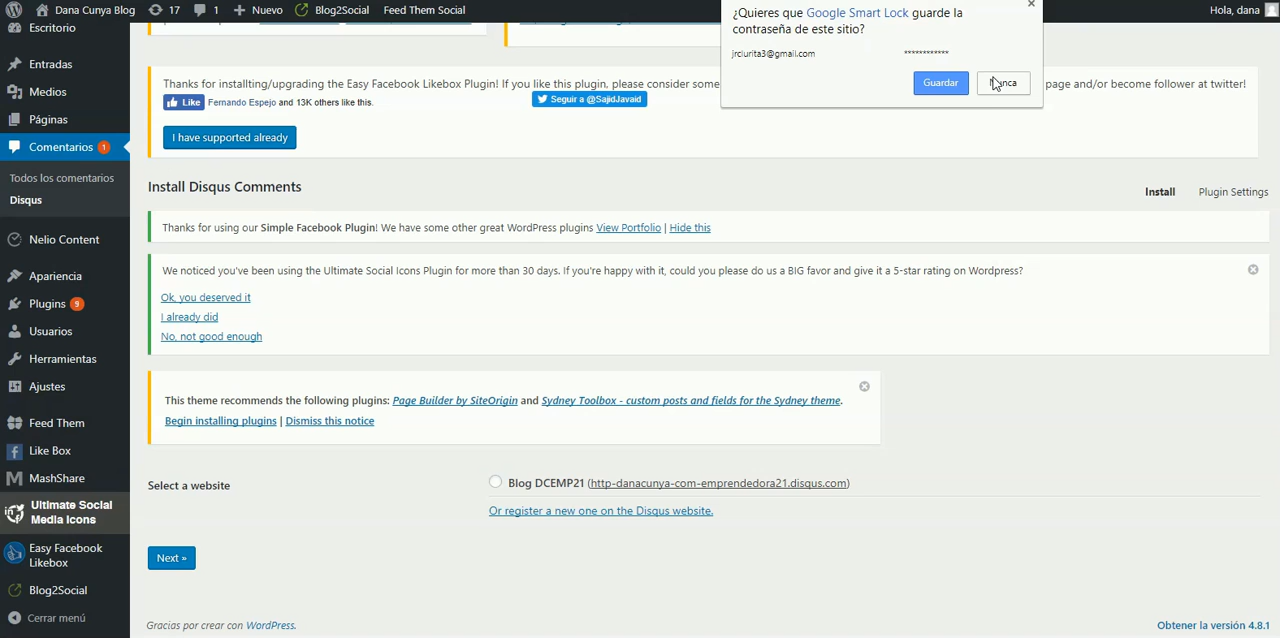 Dana Cunya Blog 17 1 Nuevo Blog2Social Feed Them Social Hola, dana
Escritorio
Entradas
Medios
Páginas
Comentarios 1
Todos los comentarios
Disqus
Nelio Content
Apariencia
Plugins 9
Usuarios
Herramientas
Ajustes
Feed Them
Like Box
MashShare
Ultimate Social
Media Icons
Easy Facebook
Likebox
Blog2Social
Cerrar menú
¿Quieres que Google Smart Lock guarde la
contraseña de este sitio?
jrciurita3@gmail.com ************
Guardar
Thanks for installting/upgrading the Easy Facebook Likebox Plugin! If you like this plugin, please consider some page and/or become follower at twitter!
Like Fernando Espejo and 13K others like this. Seguir a @SajidJavaid
I have supported already
Install Disqus Comments
Install Plugin Settings
Thanks for using our Simple Facebook Plugin! We have some other great WordPress plugins View Portfolio | Hide this
We noticed you've been using the Ultimate Social Icons Plugin for more than 30 days. If you're happy with it, could you please do us a BIG favor and give it a 5-star rating on Wordpress?
Ok, you deserved it
I already did
No, not good enough
This theme recommends the following plugins: Page Builder by SiteOrigin and Sydney Toolbox - custom posts and fields for the Sydney theme.
Begin installing plugins | Dismiss this notice
Select a website
Blog DCEMP21 (http-danacunya-com-emprendedora21.disqus.com)
Or register a new one on the Disqus website.
Next »
Gracias por crear con WordPress.
Obtener la versión 4.8.1